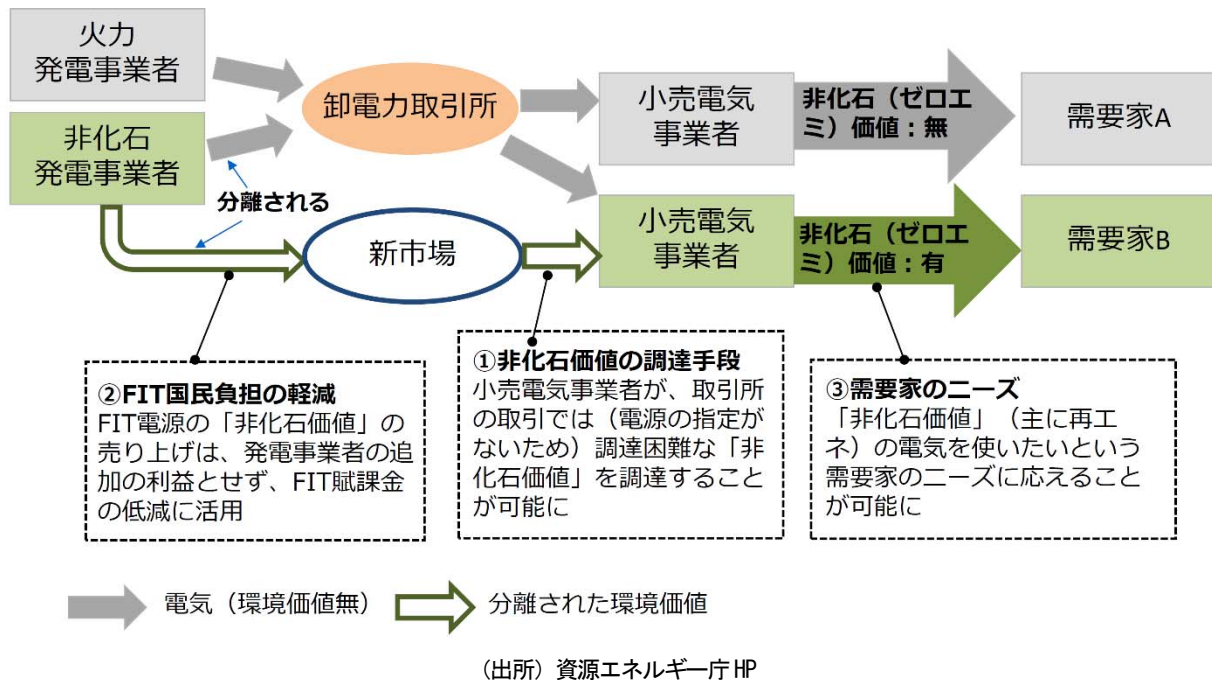 火力
発電事業者
非化石
発電事業者
卸電力取引所
分離される
新市場
小売電気
事業者
非化石（ゼロエ
ミ）価値：無
需要家A
小売電気
事業者
非化石（ゼロエ
ミ）価値：有
需要家B
②FIT国民負担の軽減
FIT電源の「非化石価値」の
売り上げは、発電事業者の追
加の利益とせず、FIT賦課金
の低減に活用
①非化石価値の調達手段
小売電気事業者が、取引所
の取引では（電源の指定が
ないため）調達困難な「非
化石価値」を調達すること
が可能に
③需要家のニーズ
「非化石価値」（主に再エ
ネ）の電気を使いたいという
需要家のニーズに応えること
が可能に
電気（環境価値無）
分離された環境価値
（出所）資源エネルギー庁HP